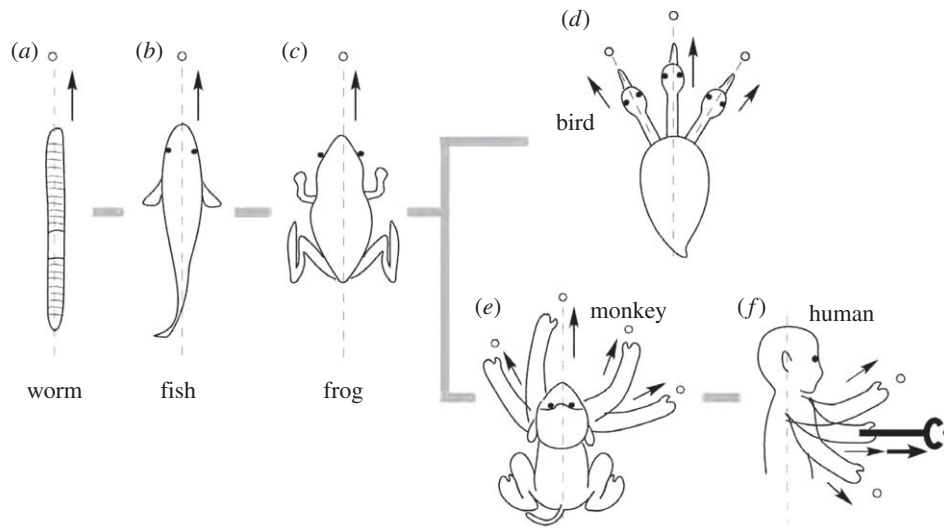 (a)
(b)
(c)
(d)
bird
worm
fish
frog
(e)
monkey
(f)
human